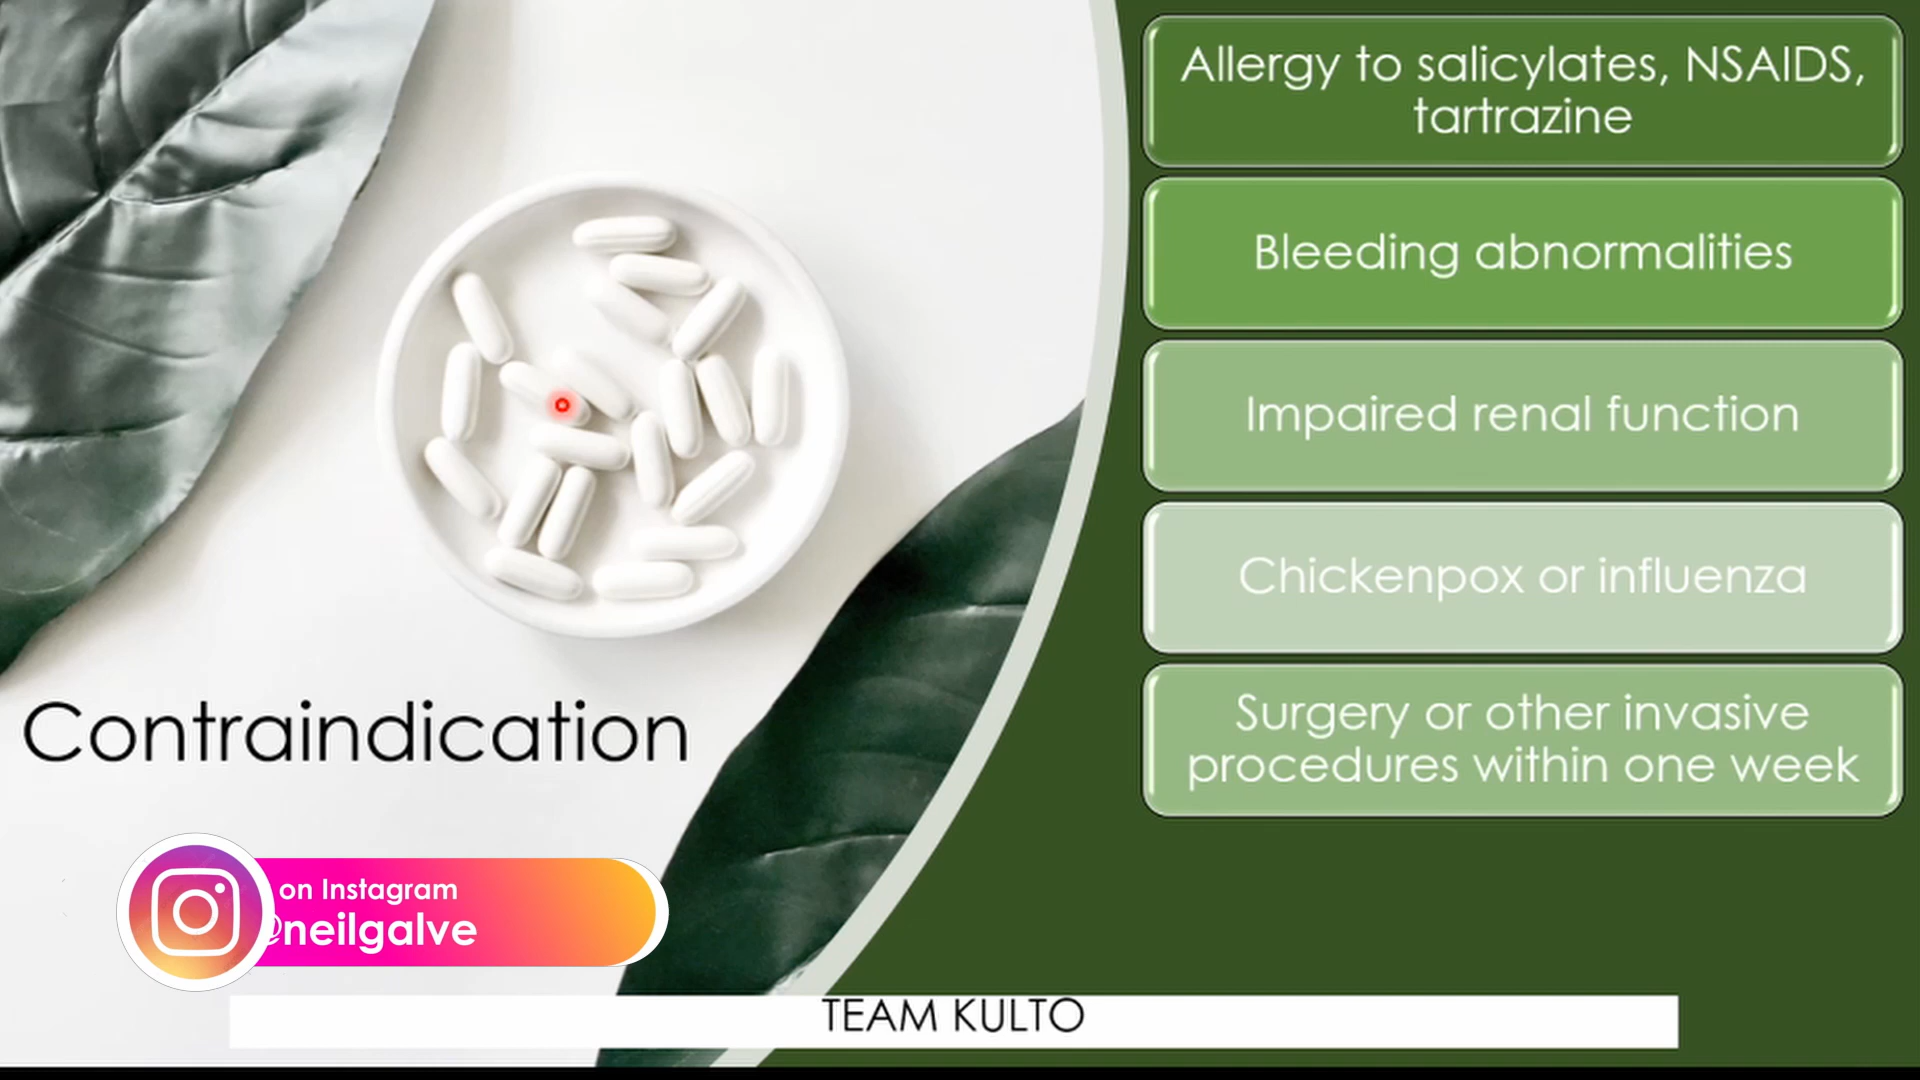 Allergy to salicylates, NSAIDS,
tartrazine
Bleeding abnormalities
Impaired renal function
Chickenpox or influenza
Surgery or other invasive
procedures within one week
Contraindication
on Instagram
@neilgalve
TEAM KULTO